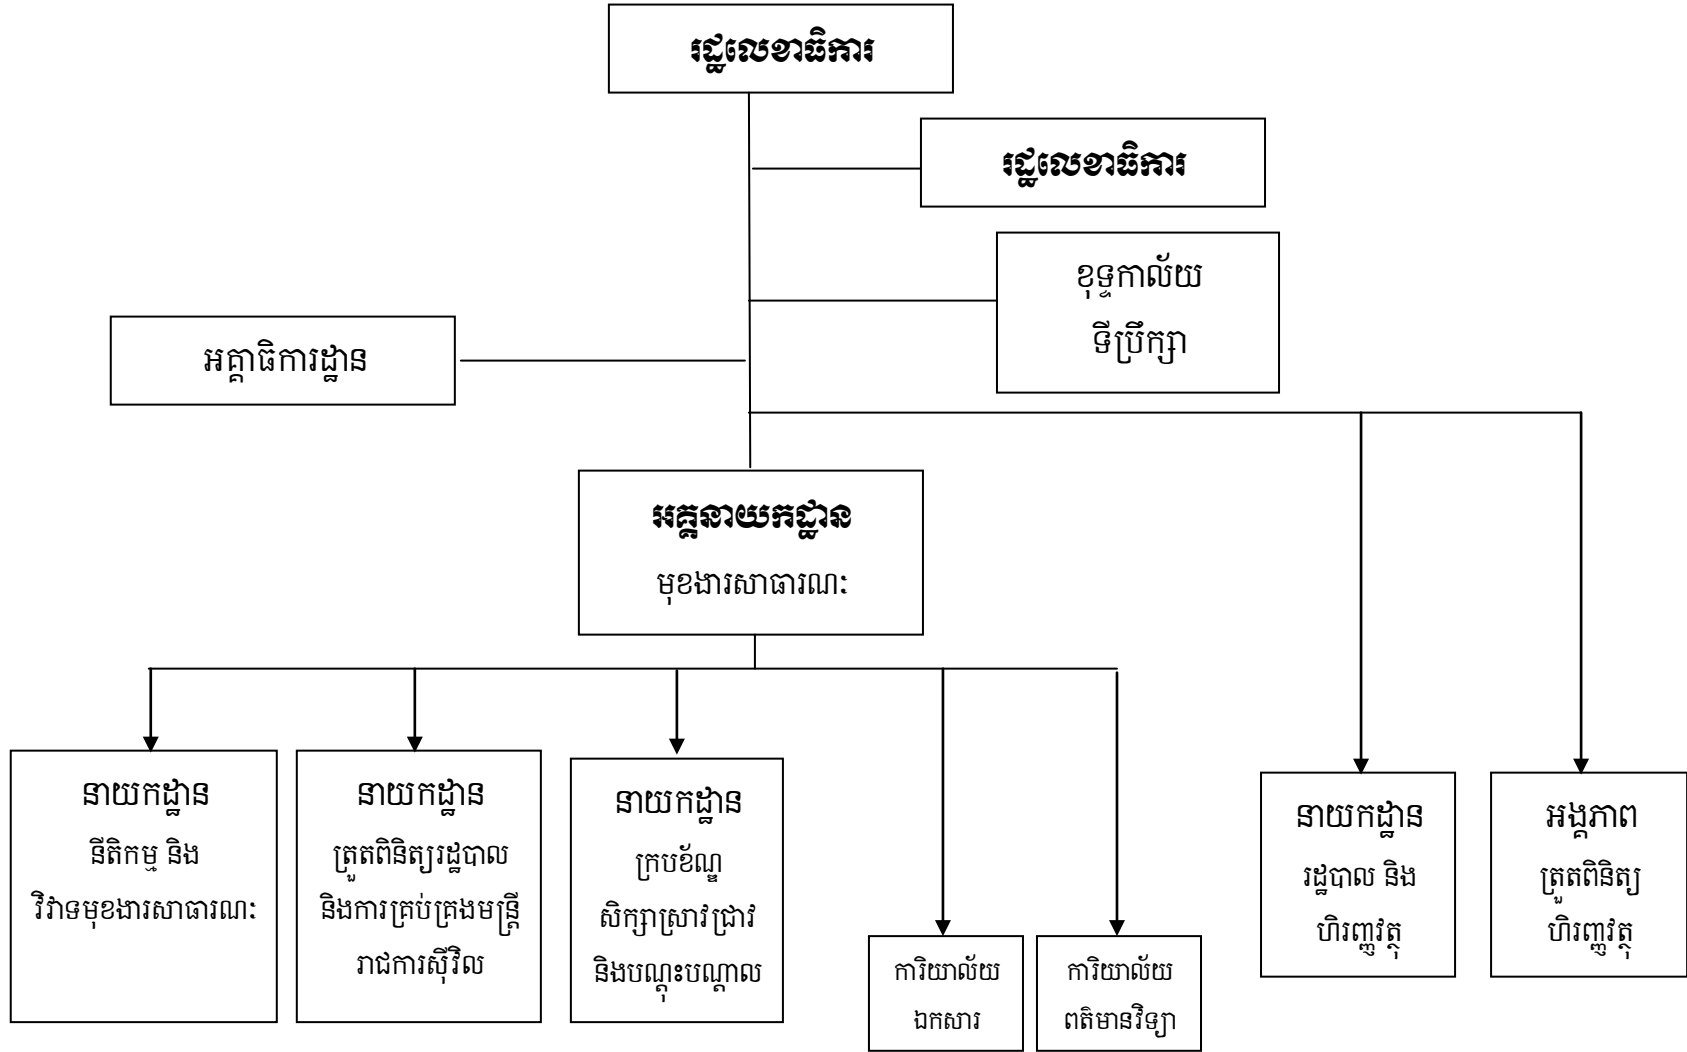 រដ្ឋលេខាធិការ
រដ្ឋលេខាធិការ
ខុទ្ទកាល័យ
ទីប្រឹក្សា
អគ្គាធិការដ្ឋាន
អគ្គនាយកដ្ឋាន
មុខងារសាធារណៈ
នាយកដ្ឋាន
នីតិកម្ម និង
វិវាទមុខងារសាធារណៈ
នាយកដ្ឋាន
ត្រួតពិនិត្យរដ្ឋបាល
និងការគ្រប់គ្រងមន្ត្រី
រាជការស៊ីវិល
នាយកដ្ឋាន
ក្របខ័ណ្ឌ
សិក្សាស្រាវជ្រាវ
និងបណ្តុះបណ្តាល
ការិយាល័យ
ឯកសារ
ការិយាល័យ
ពត៌មានវិទ្យា
នាយកដ្ឋាន
រដ្ឋបាល និង
ហិរញ្ញវត្ថុ
អង្គភាព
ត្រួតពិនិត្យ
ហិរញ្ញវត្ថុ